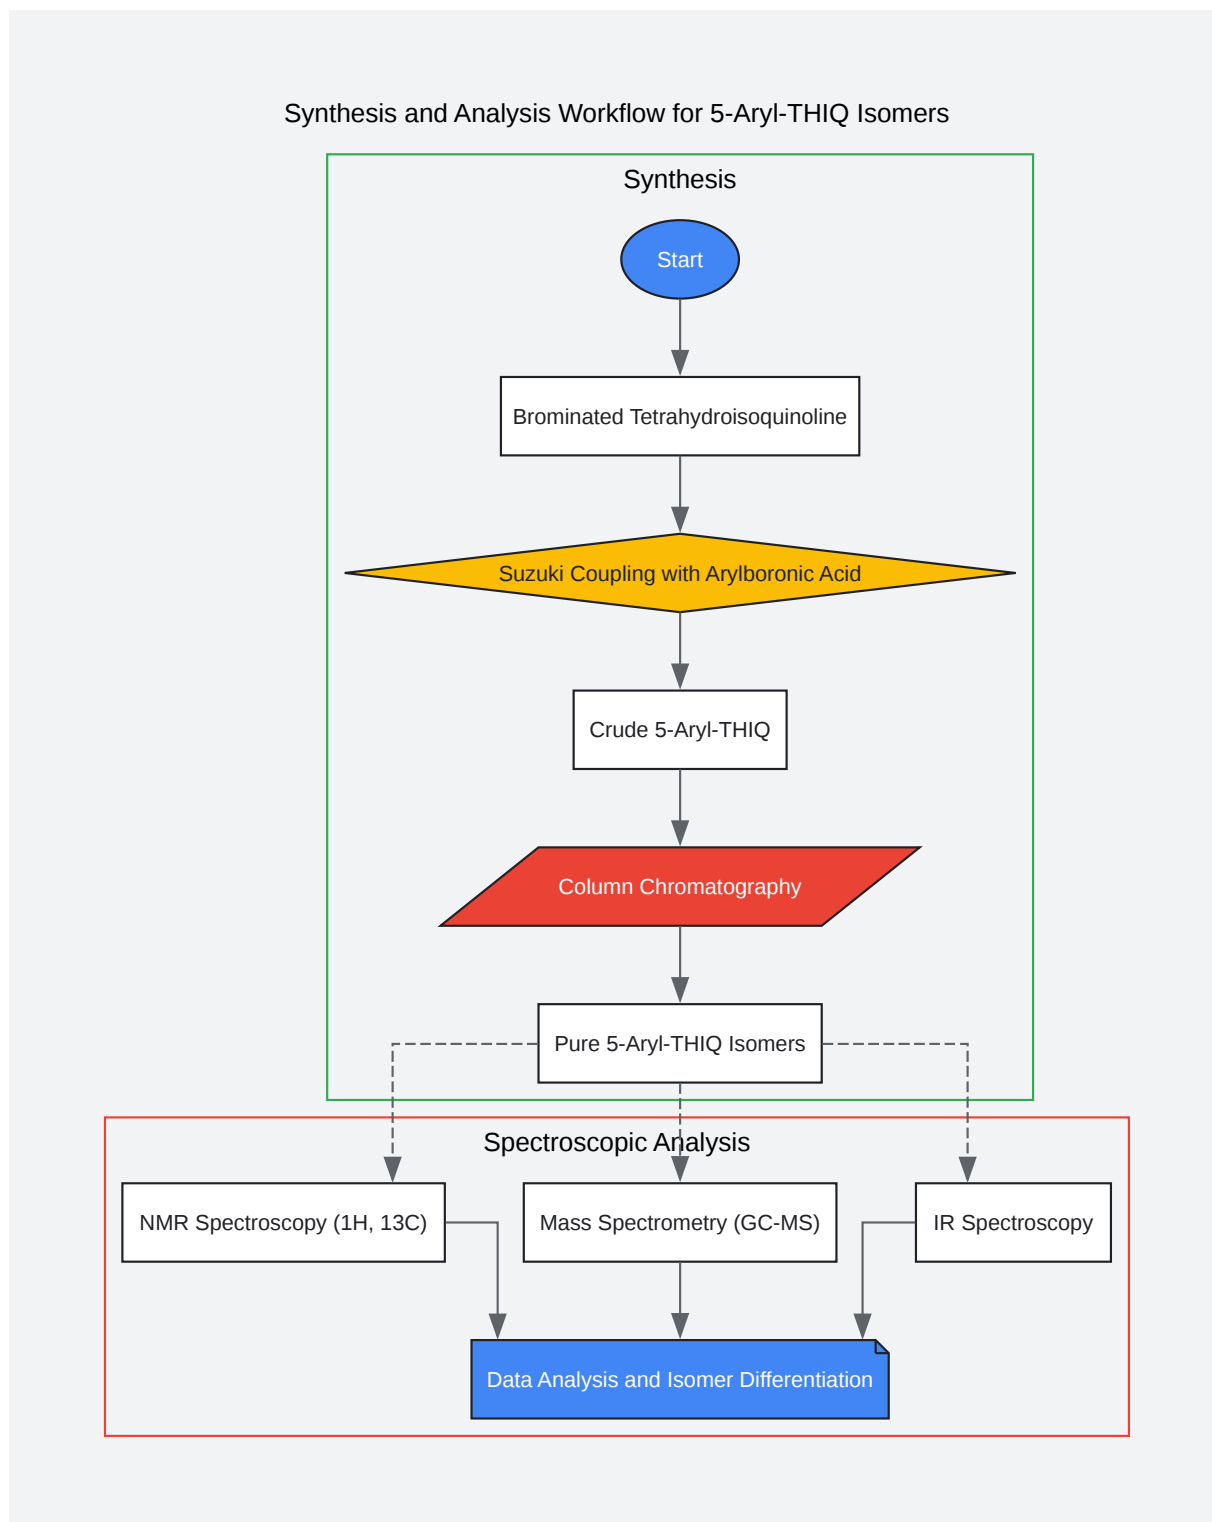 Synthesis and Analysis Workflow for 5-Aryl-THIQ Isomers
Synthesis
Start
Brominated Tetrahydroisoquinoline
Suzuki Coupling with Arylboronic Acid
Crude 5-Aryl-THIQ
Column Chromatography
Pure 5-Aryl-THIQ Isomers
Spectroscopic Analysis
NMR Spectroscopy (1H, 13C)
Mass Spectrometry (GC-MS)
IR Spectroscopy
Data Analysis and Isomer Differentiation